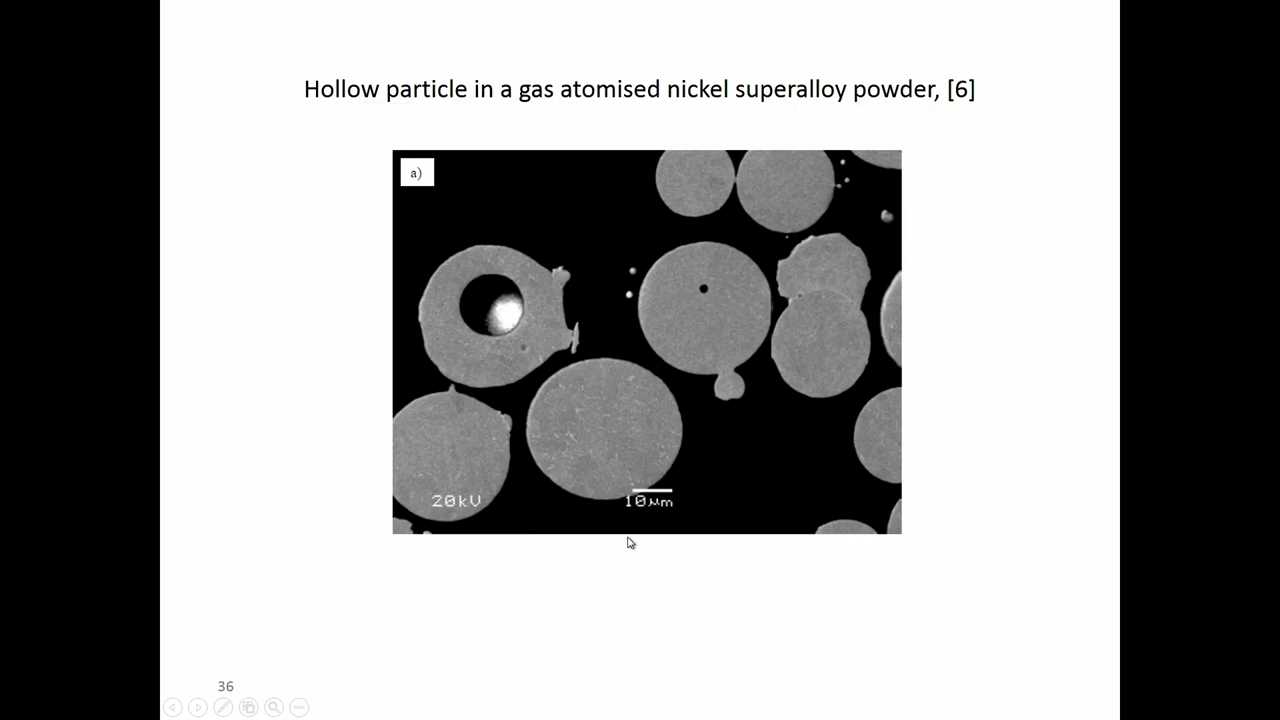 Hollow particle in a gas atomised nickel superalloy powder, [6]
a)
20kV
10μm
36